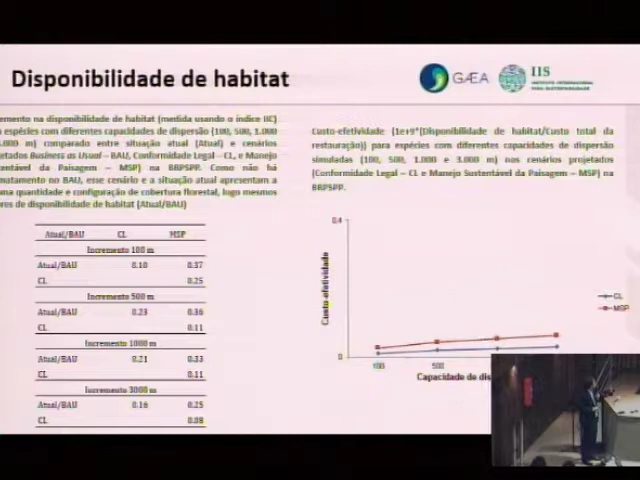 Disponibilidade de habitat
GÆA
IIS
INSTITUTO INTERNACIONAL
PARA SUSTENTABILIDADE
emento na disponibilidade de habitat (medida usando o índice IIC)
espécies com diferentes capacidades de dispersão (100, 500, 1.000
.000 m) comparado entre situação atual (Atual) e cenários
etados Business as Usual – BAU, Conformidade Legal – CL, e Manejo
entável da Paisagem – MSP) na BBPSPP. Como não há
matamento no BAU, esse cenário e a situação atual apresentam a
ma quantidade e configuração de cobertura florestal, logo mesmos
ores de disponibilidade de habitat (Atual/BAU)
Atual/BAU CL MSP
Incremento 100 m
Atual/BAU 0.10 0.37
CL 0.25
Incremento 500 m
Atual/BAU 0.23 0.36
CL 0.11
Incremento 1000 m
Atual/BAU 0.21 0.33
CL 0.11
Incremento 3000 m
Atual/BAU 0.16 0.25
CL 0.08
Custo-efetividade (1e+9*(Disponibilidade de habitat/Custo total da
restauração)) para espécies com diferentes capacidades de dispersão
simuladas (100, 500, 1.000 e 3.000 m) nos cenários projetados
(Conformidade Legal – CL e Manejo Sustentável da Paisagem – MSP) na
BBPSPP.
0.4
Custo-efetividade
0
100 500
Capacidade de dis
CL
MSP